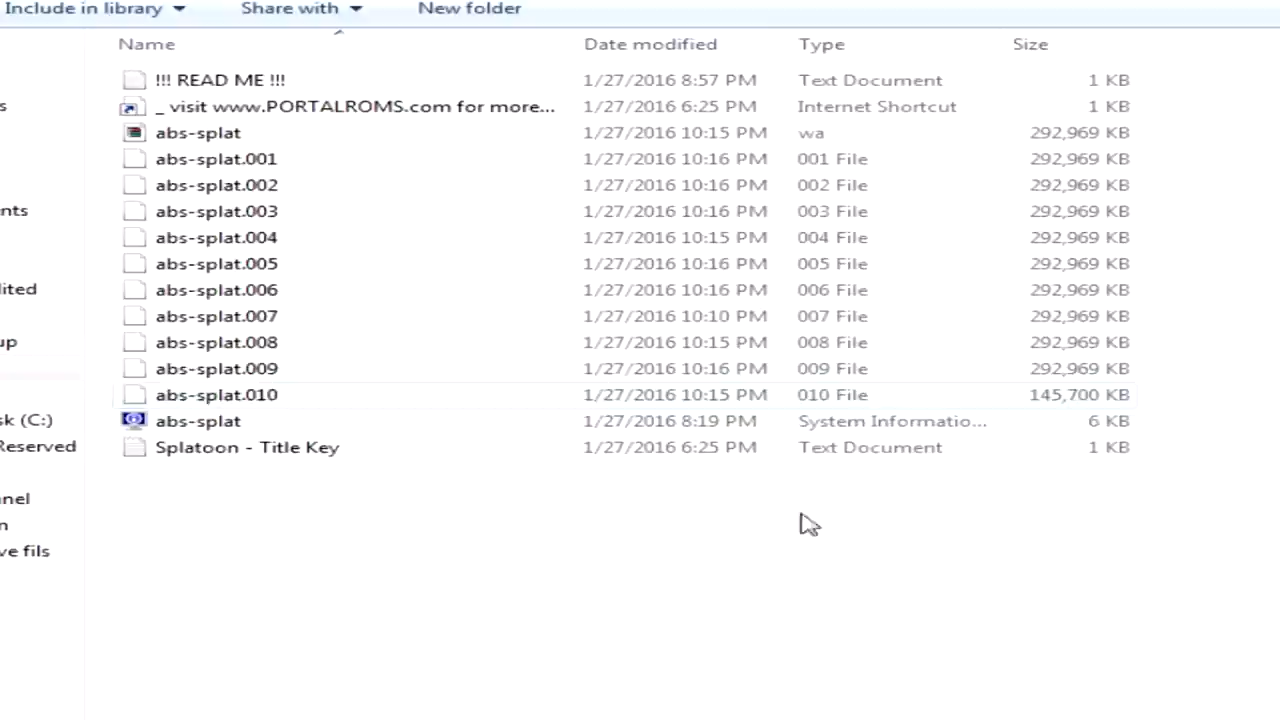 Include in library Share with New folder
Name Date modified Type Size
!!! READ ME !!! 1/27/2016 8:57 PM Text Document 1 KB
s _ visit www.PORTALROMS.com for more... 1/27/2016 6:25 PM Internet Shortcut 1 KB
abs-splat 1/27/2016 10:15 PM wa 292,969 KB
abs-splat.001 1/27/2016 10:16 PM 001 File 292,969 KB
abs-splat.002 1/27/2016 10:16 PM 002 File 292,969 KB
nts abs-splat.003 1/27/2016 10:16 PM 003 File 292,969 KB
abs-splat.004 1/27/2016 10:15 PM 004 File 292,969 KB
abs-splat.005 1/27/2016 10:16 PM 005 File 292,969 KB
lited abs-splat.006 1/27/2016 10:16 PM 006 File 292,969 KB
abs-splat.007 1/27/2016 10:10 PM 007 File 292,969 KB
up abs-splat.008 1/27/2016 10:15 PM 008 File 292,969 KB
abs-splat.009 1/27/2016 10:16 PM 009 File 292,969 KB
abs-splat.010 1/27/2016 10:15 PM 010 File 145,700 KB
sk (C:) abs-splat 1/27/2016 8:19 PM System Informatio... 6 KB
Reserved Splatoon - Title Key 1/27/2016 6:25 PM Text Document 1 KB
nel
n
ve fils